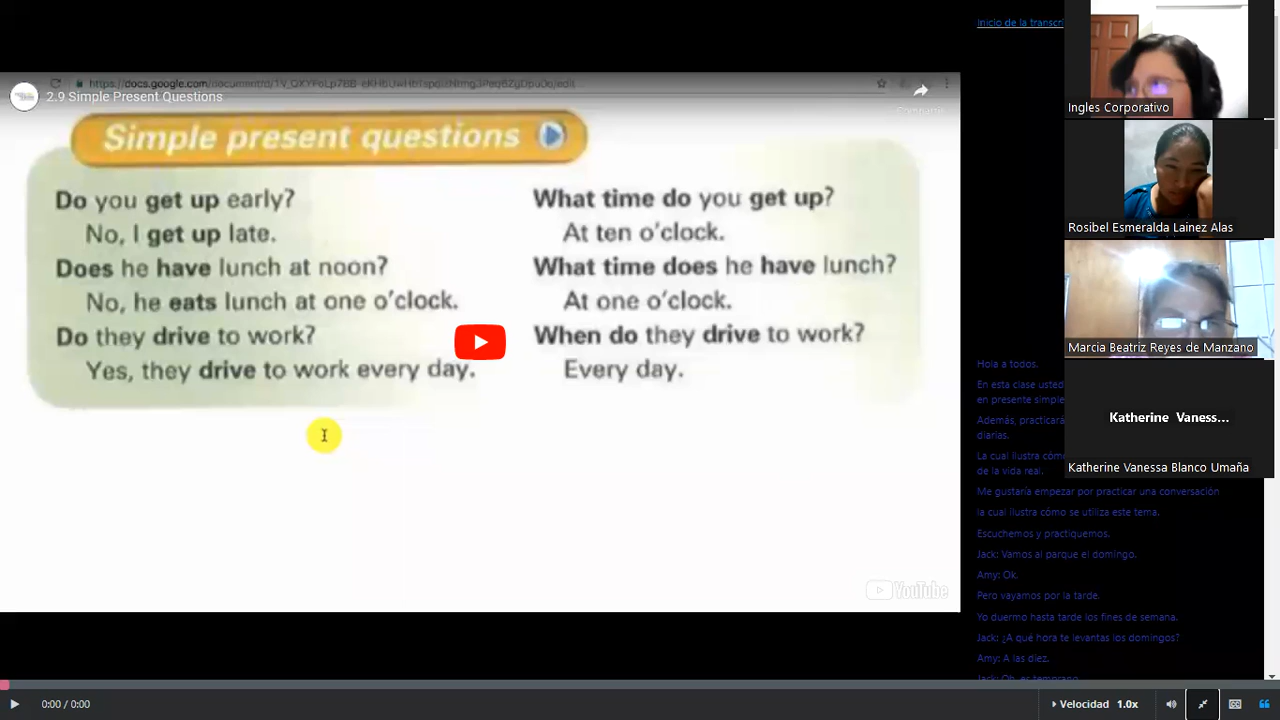 2.9 Simple Present Questions
Simple present questions
Do you get up early?
No, I get up late.
Does he have lunch at noon?
No, he eats lunch at one o'clock.
Do they drive to work?
Yes, they drive to work every day.
What time do you get up?
At ten o'clock.
What time does he have lunch?
At one o'clock.
When do they drive to work?
Every day.
YouTube
0:00 / 0:00
Inicio de la transcri
Hola a todos.
En esta clase usted
en presente simple
Además, practicará
diarias.
La cual ilustra cómo
de la vida real.
Me gustaría empezar por practicar una conversación
la cual ilustra cómo se utiliza este tema.
Escuchemos y practiquemos.
Jack: Vamos al parque el domingo.
Amy: Ok.
Pero vayamos por la tarde.
Yo duermo hasta tarde los fines de semana.
Jack: ¿A qué hora te levantas los domingos?
Amy: A las diez.
Jack: Oh, es temprano.
Velocidad 1.0x
Ingles Corporativo
Rosibel Esmeralda Lainez Alas
Marcia Beatriz Reyes de Manzano
Katherine Vaness...
Katherine Vanessa Blanco Umaña